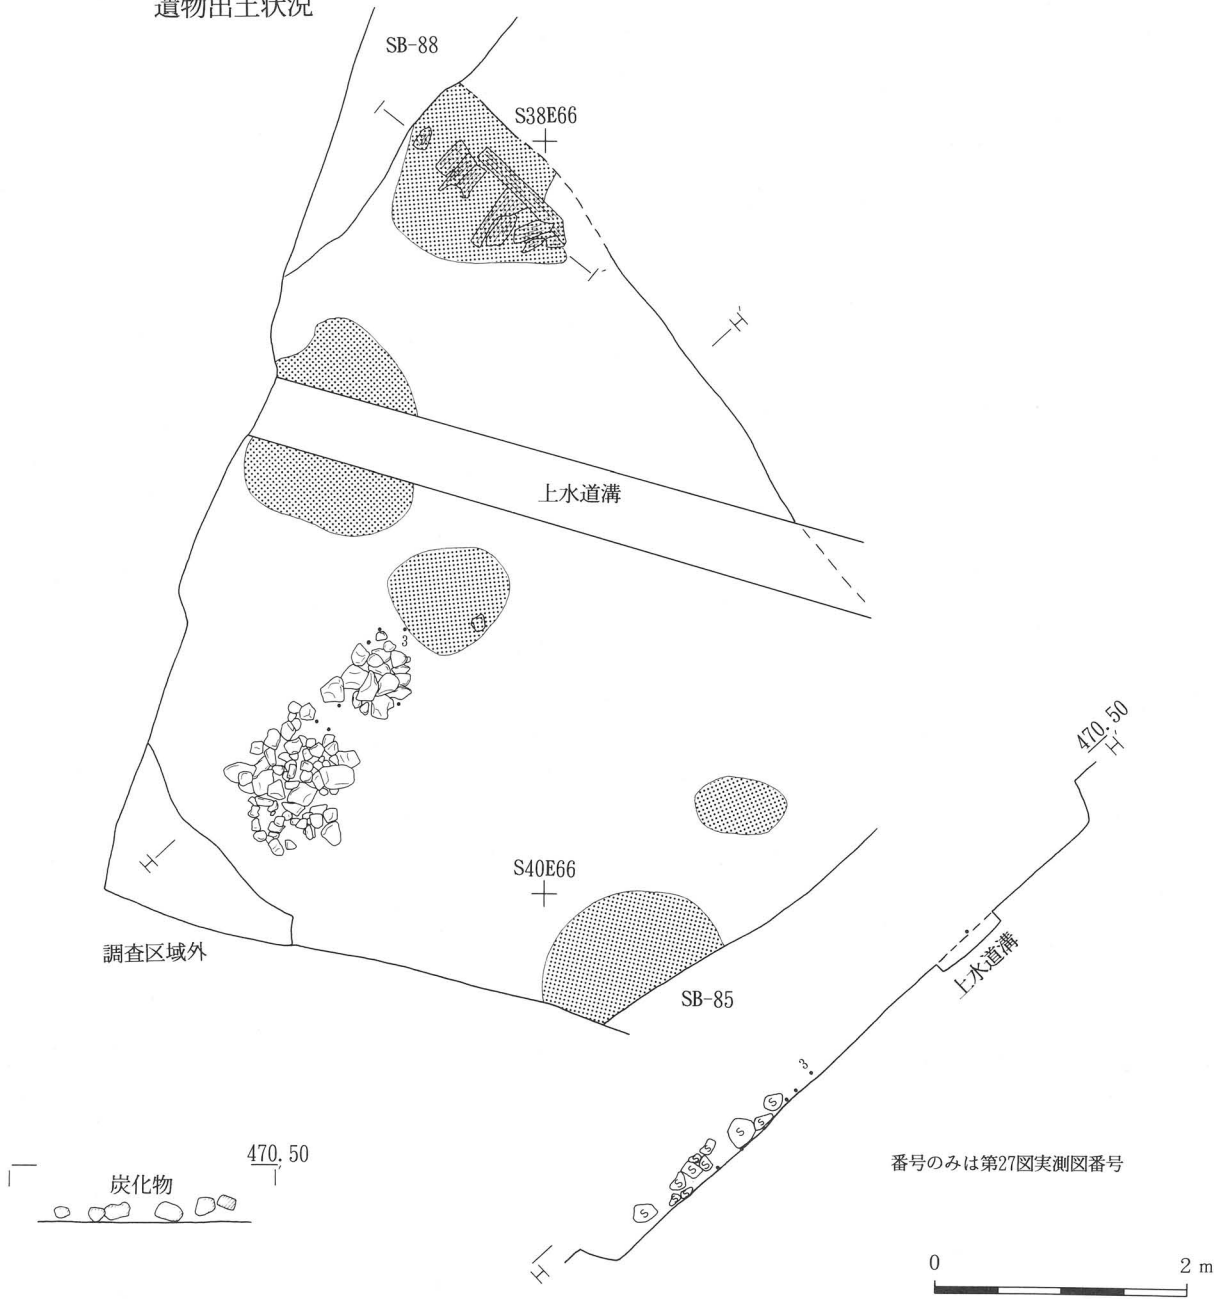 遺物出土状況
SB-88
S38E66
I
I′
H′
上水道溝
3
H
S40E66
調査区域外
SB-85
470.50
H′
上水道溝
3
S
S
S
S
S
S
S
S
S
S
S
H
470.50
炭化物
番号のみは第27図実測図番号
0 2 m